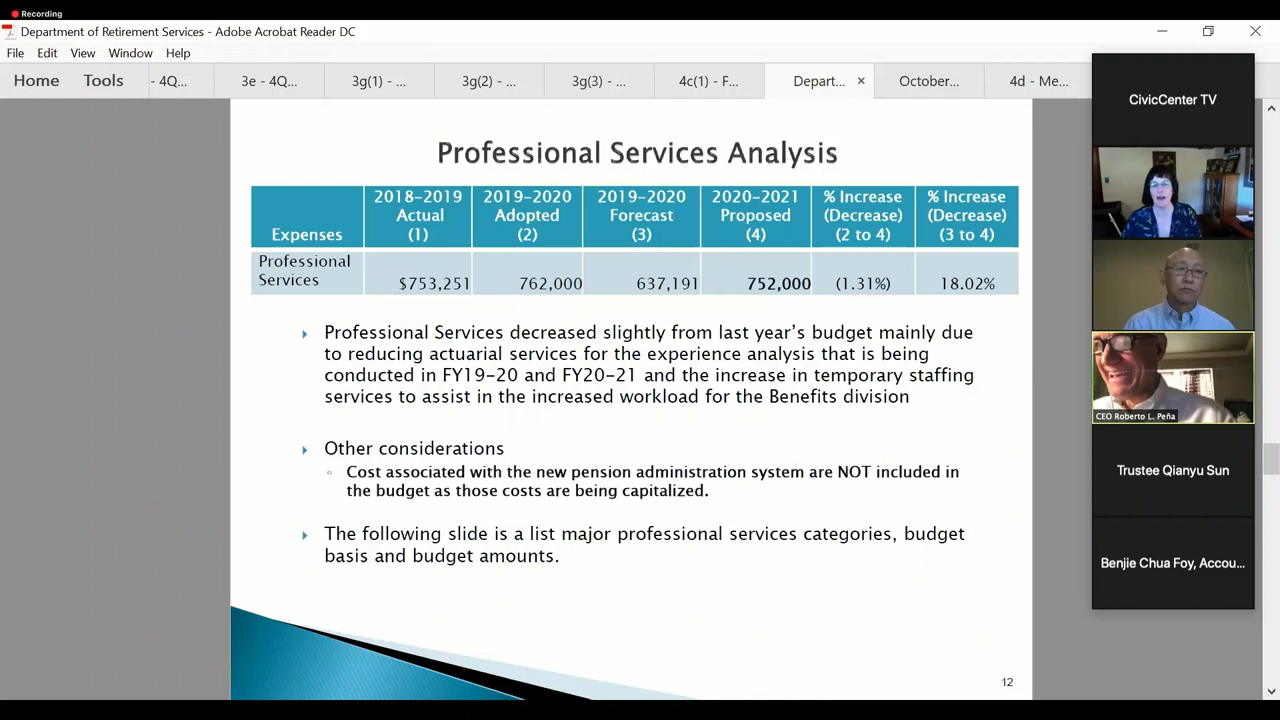 Recording
Department of Retirement Services - Adobe Acrobat Reader DC
File Edit View Window Help
Home Tools - 4Q... 3e - 4Q... 3g(1) - ... 3g(2) - ... 3g(3) - ... 4c(1) - F... Depart... × October... 4d - Me...
CivicCenter TV
CEO Roberto L. Peña
Trustee Qianyu Sun
Benjie Chua Foy, Accou...
Professional Services Analysis
Expenses
2018-2019
Actual
(1)
2019-2020
Adopted
(2)
2019-2020
Forecast
(3)
2020-2021
Proposed
(4)
% Increase
(Decrease)
(2 to 4)
% Increase
(Decrease)
(3 to 4)
Professional
Services
$753,251 762,000 637,191 752,000 (1.31%) 18.02%
Professional Services decreased slightly from last year's budget mainly due
to reducing actuarial services for the experience analysis that is being
conducted in FY19-20 and FY20-21 and the increase in temporary staffing
services to assist in the increased workload for the Benefits division
Other considerations
Cost associated with the new pension administration system are NOT included in
the budget as those costs are being capitalized.
The following slide is a list major professional services categories, budget
basis and budget amounts.
12